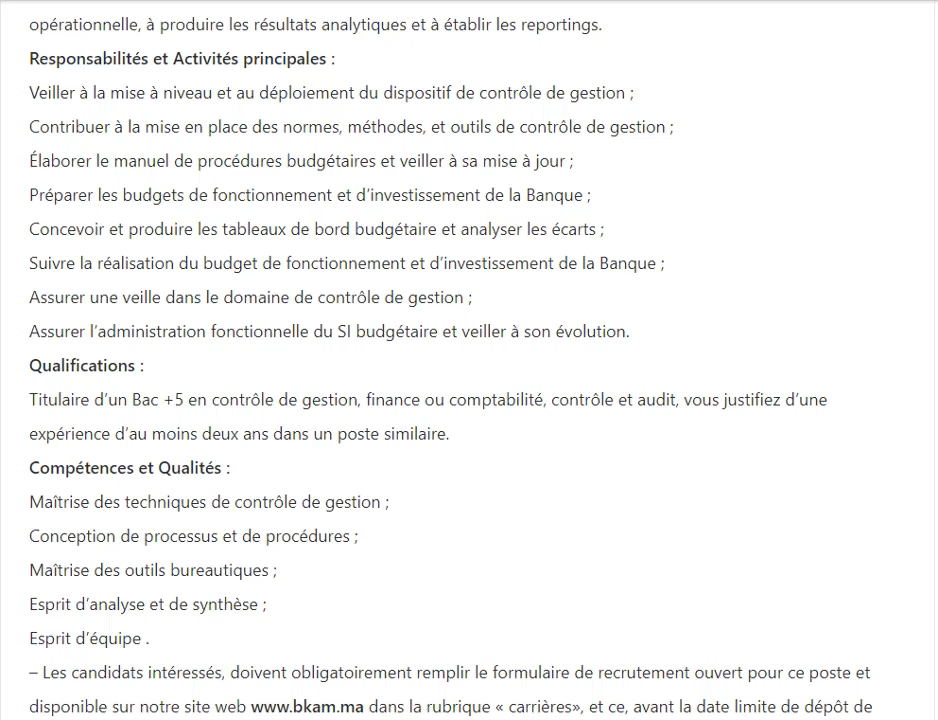 opérationnelle, à produire les résultats analytiques et à établir les reportings.
Responsabilités et Activités principales :
Veiller à la mise à niveau et au déploiement du dispositif de contrôle de gestion ;
Contribuer à la mise en place des normes, méthodes, et outils de contrôle de gestion ;
Élaborer le manuel de procédures budgétaires et veiller à sa mise à jour ;
Préparer les budgets de fonctionnement et d’investissement de la Banque ;
Concevoir et produire les tableaux de bord budgétaire et analyser les écarts ;
Suivre la réalisation du budget de fonctionnement et d’investissement de la Banque ;
Assurer une veille dans le domaine de contrôle de gestion ;
Assurer l’administration fonctionnelle du SI budgétaire et veiller à son évolution.
Qualifications :
Titulaire d’un Bac +5 en contrôle de gestion, finance ou comptabilité, contrôle et audit, vous justifiez d’une
expérience d’au moins deux ans dans un poste similaire.
Compétences et Qualités :
Maîtrise des techniques de contrôle de gestion ;
Conception de processus et de procédures ;
Maîtrise des outils bureautiques ;
Esprit d’analyse et de synthèse ;
Esprit d’équipe .
– Les candidats intéressés, doivent obligatoirement remplir le formulaire de recrutement ouvert pour ce poste et
disponible sur notre site web www.bkam.ma dans la rubrique « carrières», et ce, avant la date limite de dépôt de